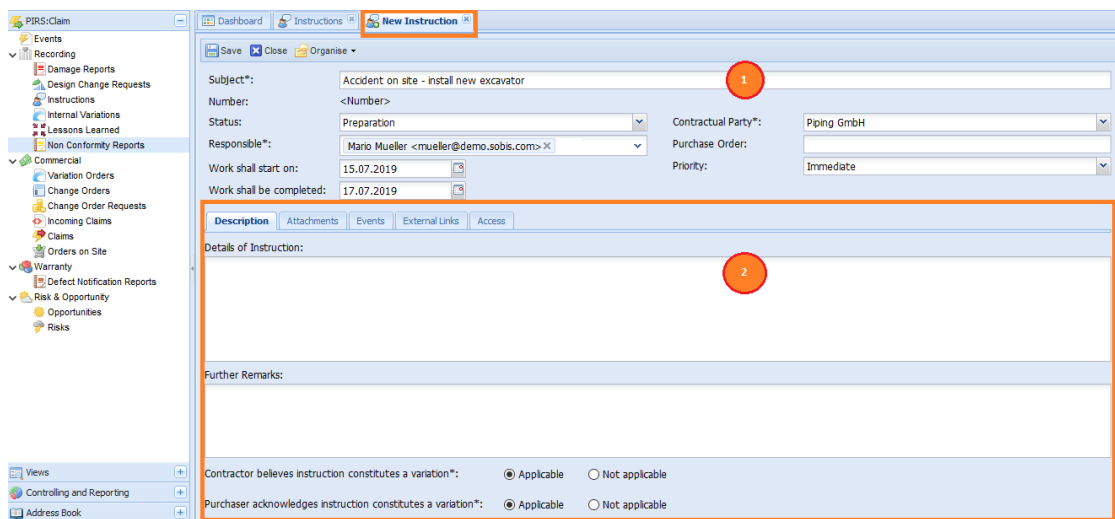 PIRS:Claim
Events
Recording
Damage Reports
Design Change Requests
Instructions
Internal Variations
Lessons Learned
Non Conformity Reports
Commercial
Variation Orders
Change Orders
Change Order Requests
Incoming Claims
Claims
Orders on Site
Warranty
Defect Notification Reports
Risk & Opportunity
Opportunities
Risks
Views
Controlling and Reporting
Address Book
Dashboard Instructions New Instruction
Save Close Organise
Subject*: Accident on site - install new excavator 1
Number: <Number>
Status: Preparation Contractual Party*: Piping GmbH
Responsible*: Mario Mueller <mueller@demo.sobis.com> Purchase Order:
Work shall start on: 15.07.2019 Priority: Immediate
Work shall be completed: 17.07.2019
Description Attachments Events External Links Access
Details of Instruction:
2
Further Remarks:
Contractor believes instruction constitutes a variation*: Applicable Not applicable
Purchaser acknowledges instruction constitutes a variation*: Applicable Not applicable